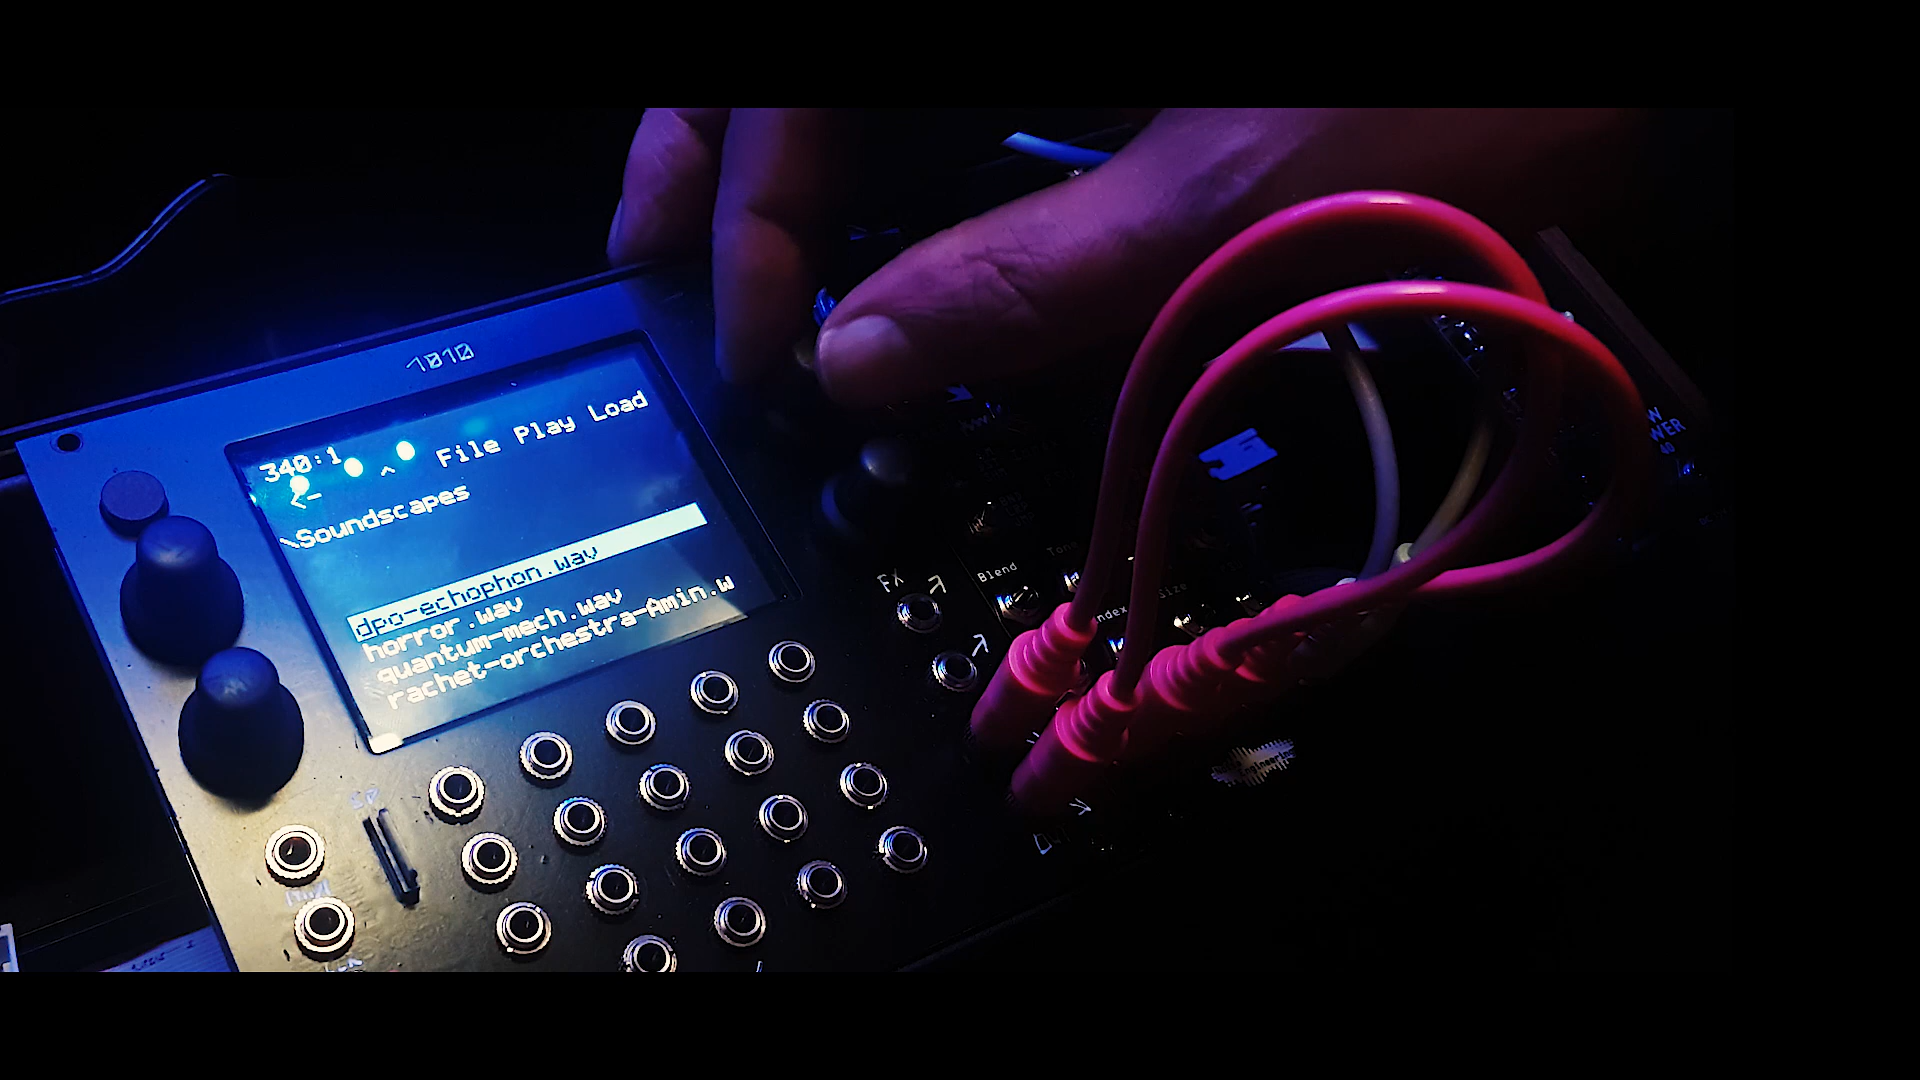 1010
340:1 ^ File Play Load
<-
\Soundscapes
dpo-echophon.wav
horror.wav
quantum-mech.wav
rachet-orchestra-Amin.w
FX
Blend
Tone
Size